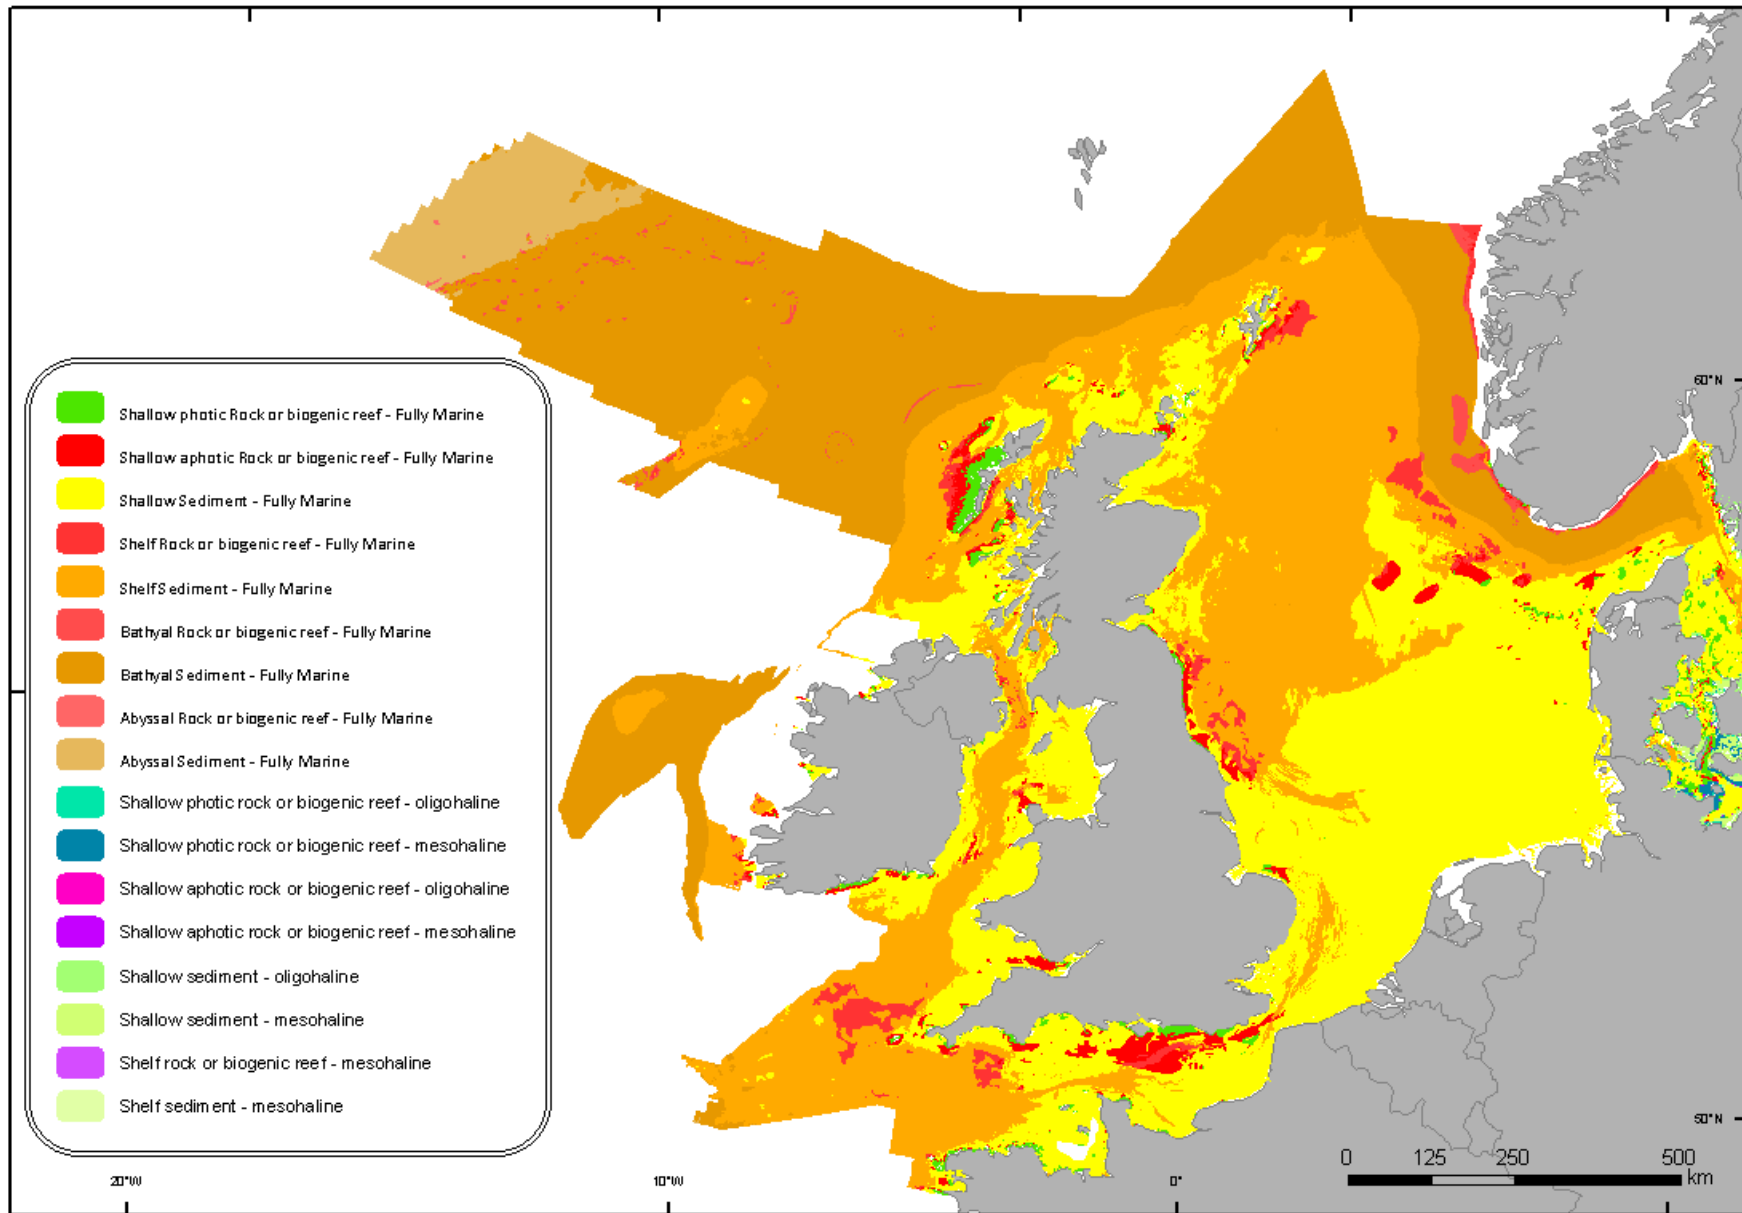 Shallow photic Rock or biogenic reef - Fully Marine
Shallow aphotic Rock or biogenic reef - Fully Marine
Shallow Sediment - Fully Marine
Shelf Rock or biogenic reef - Fully Marine
Shelf Sediment - Fully Marine
Bathyal Rock or biogenic reef - Fully Marine
Bathyal Sediment - Fully Marine
Abyssal Rock or biogenic reef - Fully Marine
Abyssal Sediment - Fully Marine
Shallow photic rock or biogenic reef - oligohaline
Shallow photic rock or biogenic reef - mesohaline
Shallow aphotic rock or biogenic reef - oligohaline
Shallow aphotic rock or biogenic reef - mesohaline
Shallow sediment - oligohaline
Shallow sediment - mesohaline
Shelf rock or biogenic reef - mesohaline
Shelf sediment - mesohaline
60°N
50°N
0 125 250 500
km
20°W 10°W 0°